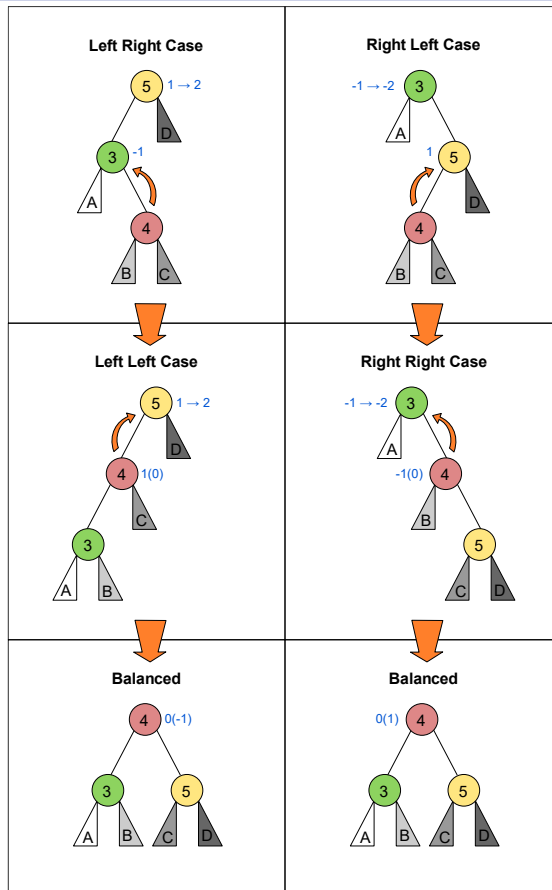 Left Right Case
5 1 → 2
D
3 -1
A
4
B C
Right Left Case
-1 → -2 3
A
1 5
D
4
B C
Left Left Case
5 1 → 2
D
4 1(0)
C
3
A B
Right Right Case
-1 → -2 3
A
-1(0) 4
B
5
C D
Balanced
4 0(-1)
3 5
A B C D
Balanced
0(1) 4
3 5
A B C D